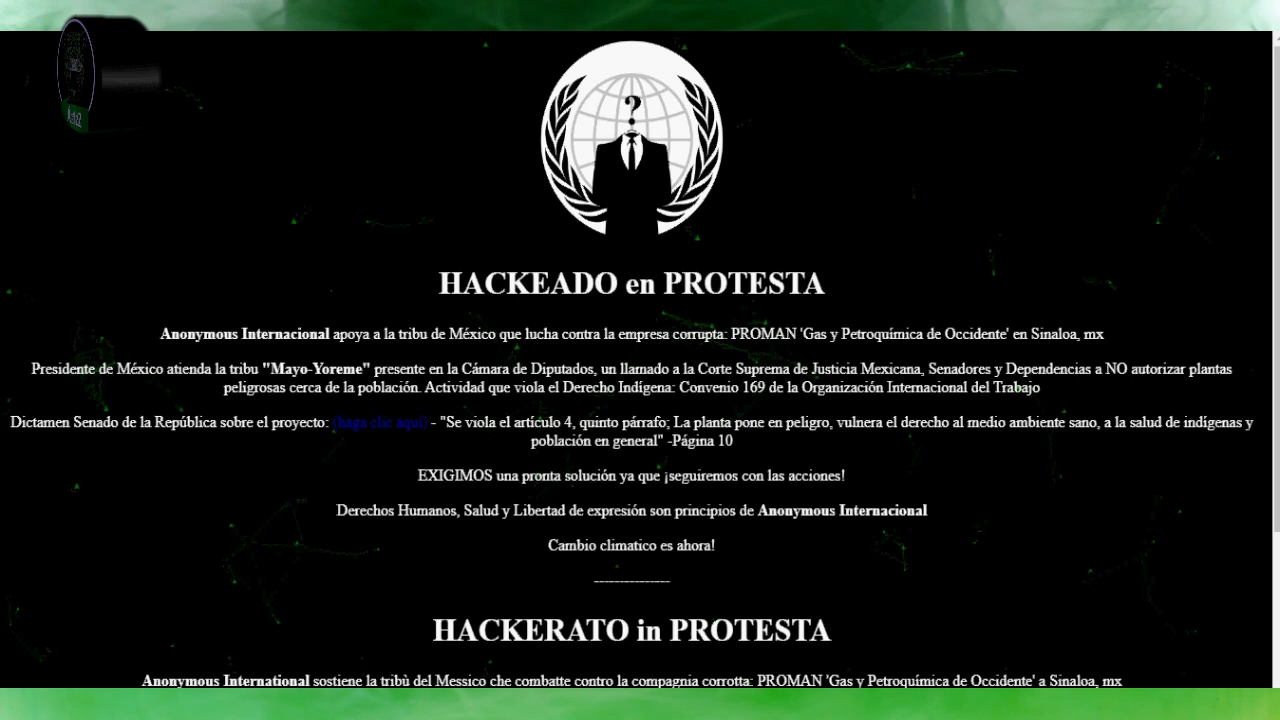 ?
HACKEADO en PROTESTA
Anonymous Internacional apoya a la tribu de México que lucha contra la empresa corrupta: PROMAN 'Gas y Petroquímica de Occidente' en Sinaloa, mx
Presidente de México atienda la tribu "Mayo-Yoreme" presente en la Cámara de Diputados, un llamado a la Corte Suprema de Justicia Mexicana, Senadores y Dependencias a NO autorizar plantas
peligrosas cerca de la población. Actividad que viola el Derecho Indígena: Convenio 169 de la Organización Internacional del Trabajo
Dictamen Senado de la República sobre el proyecto: (haga clic aquí) - "Se viola el artículo 4, quinto párrafo; La planta pone en peligro, vulnera el derecho al medio ambiente sano, a la salud de indígenas y
población en general" -Página 10
EXIGIMOS una pronta solución ya que ¡seguiremos con las acciones!
Derechos Humanos, Salud y Libertad de expresión son principios de Anonymous Internacional
Cambio climatico es ahora!
---------------
HACKERATO in PROTESTA
Anonymous International sostiene la tribù del Messico che combatte contro la compagnia corrotta: PROMAN 'Gas y Petroquímica de Occidente' a Sinaloa, mx